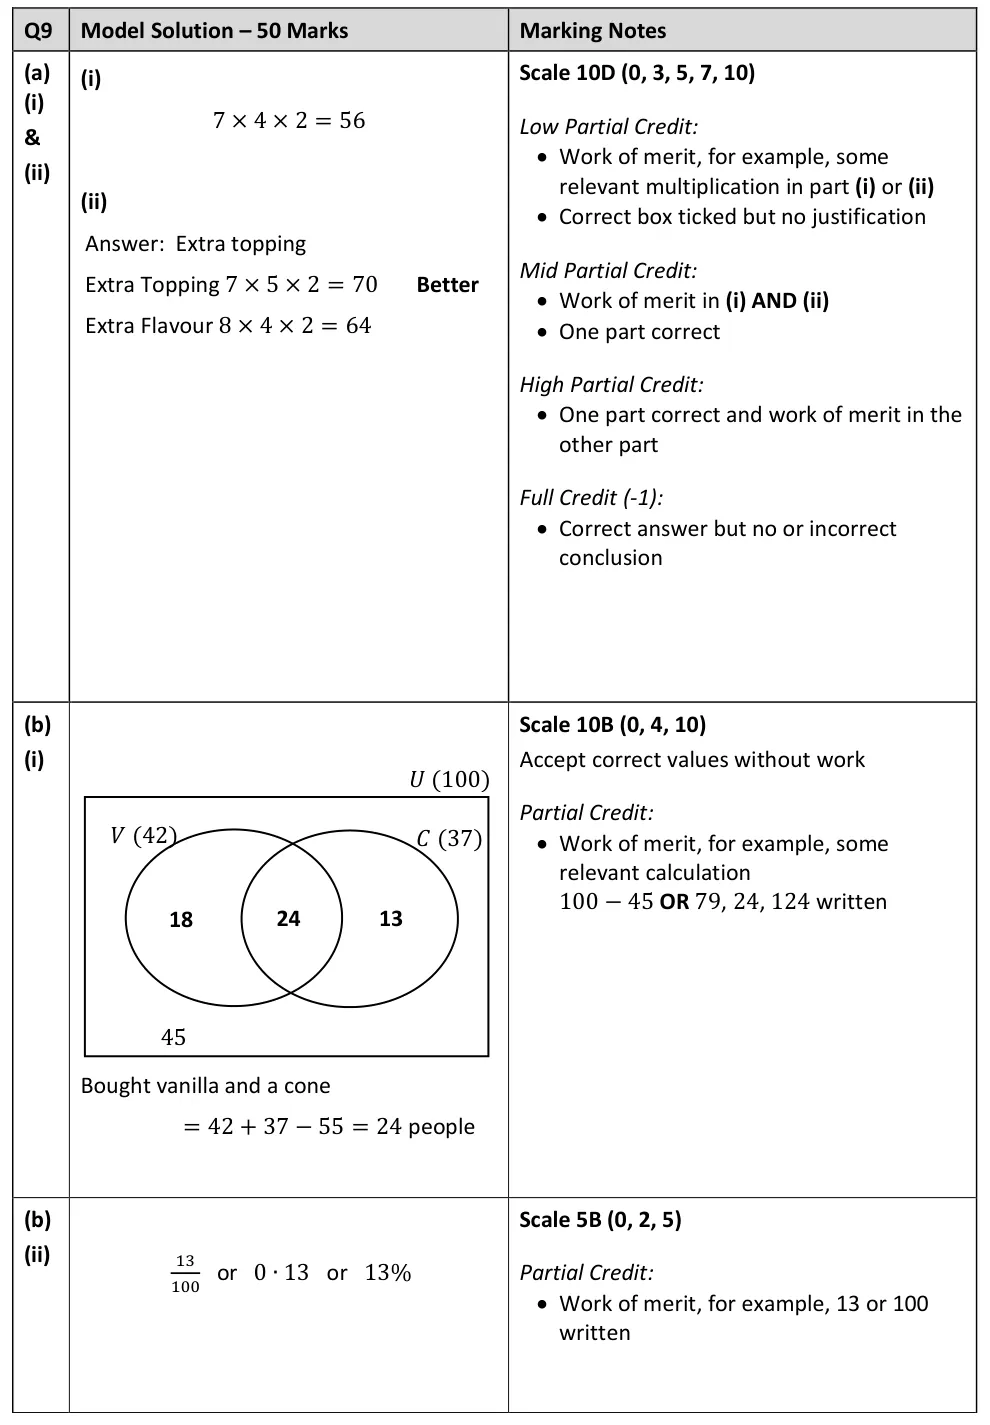 Q9 Model Solution – 50 Marks Marking Notes
(a)
(i)
&
(ii)
(i)
7 × 4 × 2 = 56
(ii)
Answer: Extra topping
Extra Topping 7 × 5 × 2 = 70 Better
Extra Flavour 8 × 4 × 2 = 64
Scale 10D (0, 3, 5, 7, 10)
Low Partial Credit:
• Work of merit, for example, some
relevant multiplication in part (i) or (ii)
• Correct box ticked but no justification
Mid Partial Credit:
• Work of merit in (i) AND (ii)
• One part correct
High Partial Credit:
• One part correct and work of merit in the
other part
Full Credit (-1):
• Correct answer but no or incorrect
conclusion
(b)
(i)
U (100)
V (42) C (37)
18 24 13
45
Bought vanilla and a cone
= 42 + 37 − 55 = 24 people
Scale 10B (0, 4, 10)
Accept correct values without work
Partial Credit:
• Work of merit, for example, some
relevant calculation
100 − 45 OR 79, 24, 124 written
(b)
(ii)
13/100 or 0·13 or 13%
Scale 5B (0, 2, 5)
Partial Credit:
• Work of merit, for example, 13 or 100
written